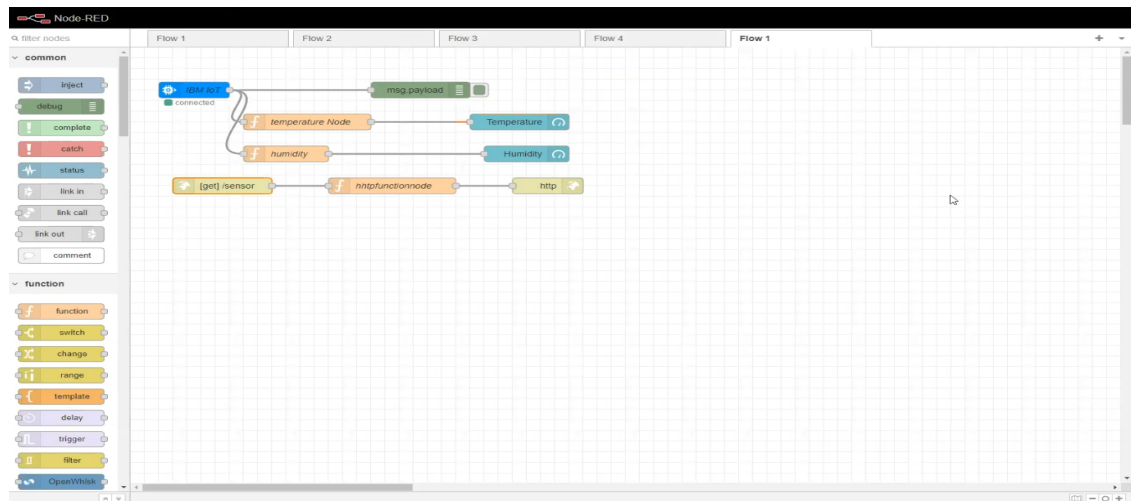 Node-RED
filter nodes
Flow 1
Flow 2
Flow 3
Flow 4
Flow 1
common
inject
debug
complete
catch
status
link in
link call
link out
comment
function
function
switch
change
range
template
delay
trigger
filter
OpenWhisk
IBM IoT
connected
msg.payload
temperature Node
Temperature
humidity
Humidity
[get] /sensor
hhtpfunctionnode
http